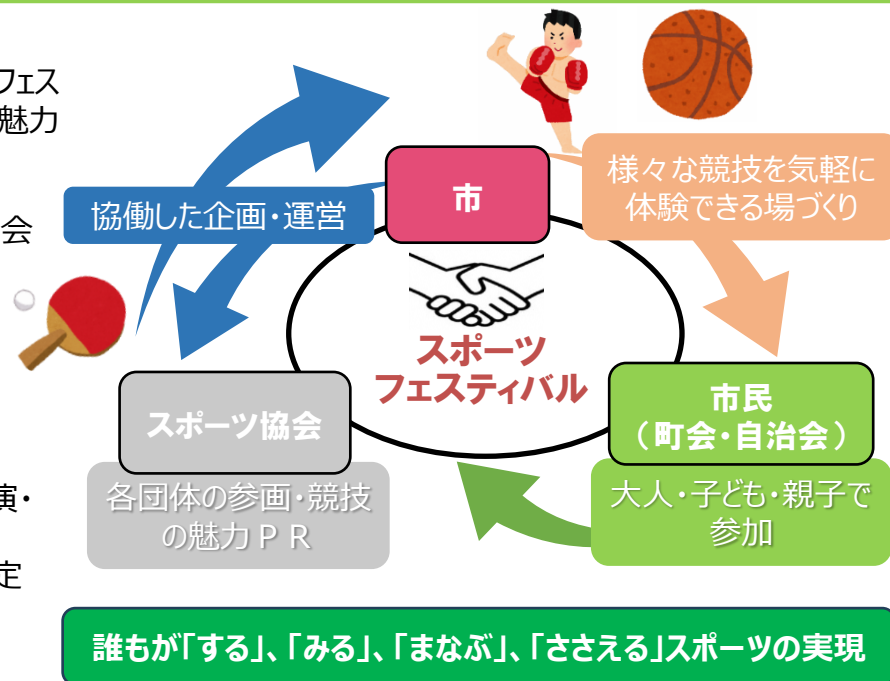 フェス
魅力
会
演・
定
様々な競技を気軽に
体験できる場づくり
市
協働した企画・運営
スポーツ
フェスティバル
スポーツ協会
各団体の参画・競技
の魅力ＰＲ
市民
（町会・自治会）
大人・子ども・親子で
参加
誰もが「する」、「みる」、「まなぶ」、「ささえる」スポーツの実現